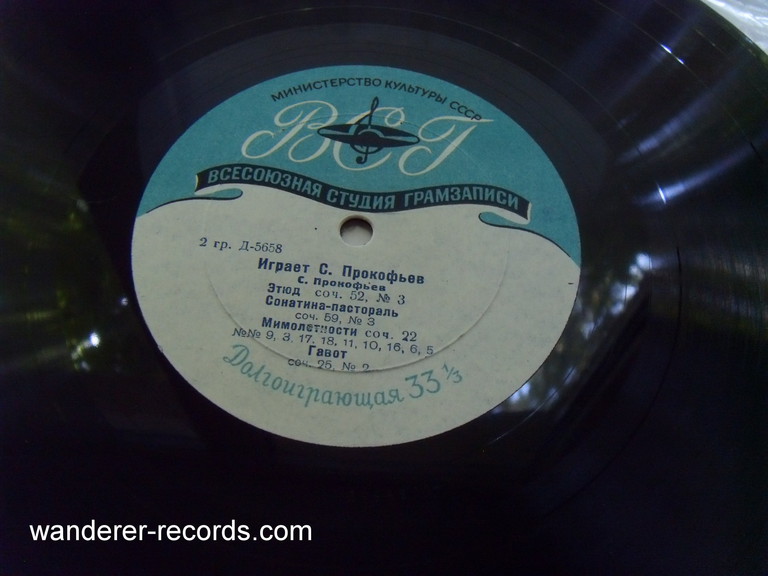 МИНИСТЕРСТВО КУЛЬТУРЫ СССР
ВСГ
ВСЕСОЮЗНАЯ СТУДИЯ ГРАМЗАПИСИ
2 гр. Д-5658
Играет С. Прокофьев
С. Прокофьев
Этюд соч. 52, № 3
Сонатина-пастораль
соч. 59, № 3
Мимолетности соч. 22
№№ 9, 3, 17, 18, 11, 10, 16, 6, 5
Гавот
соч. 25, № 2
Долгоиграющая 33 1/3
wanderer-records.com